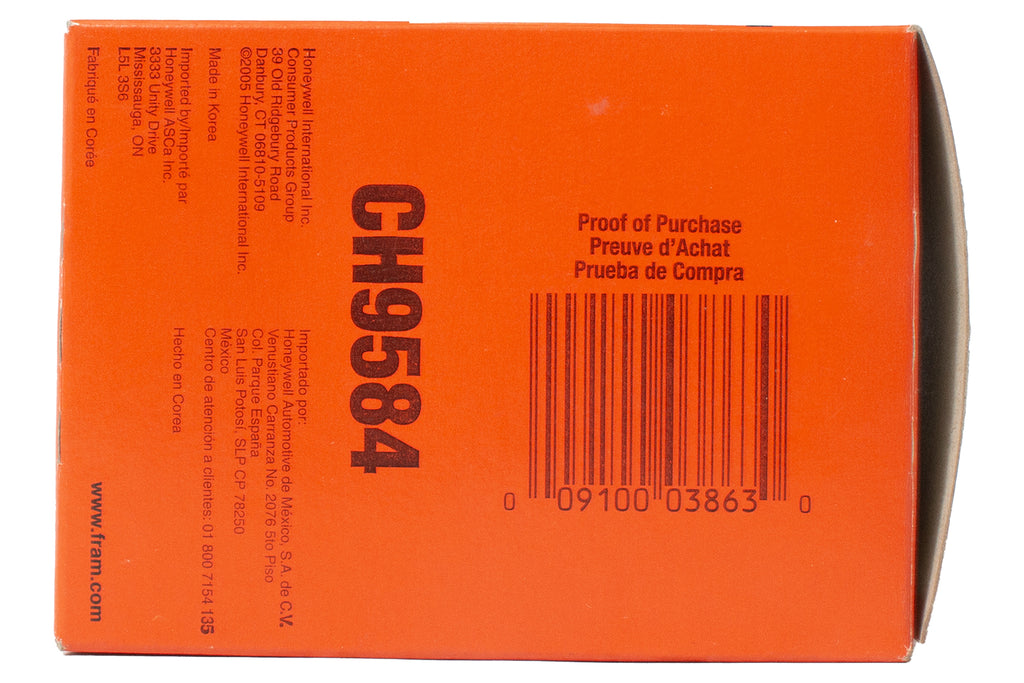 Proof of Purchase
Preuve d'Achat
Prueba de Compra
0 09100 03863 0
CH9584
Honeywell International Inc.
Consumer Products Group
39 Old Ridgebury Road
Danbury, CT 06810-5109
©2005 Honeywell International Inc.
Made in Korea
Imported by/Importé par
Honeywell ASCa Inc.
3333 Unity Drive
Mississauga, ON
L5L 3S6
Fabriqué en Corée
Importado por:
Honeywell Automotive de México, S.A. de C.V.
Venustiano Carranza No. 2076 5to Piso
Col. Parque España
San Luis Potosí, SLP CP 78250
México
Centro de atención a clientes: 01 800 7154 135
Hecho en Corea
www.fram.com